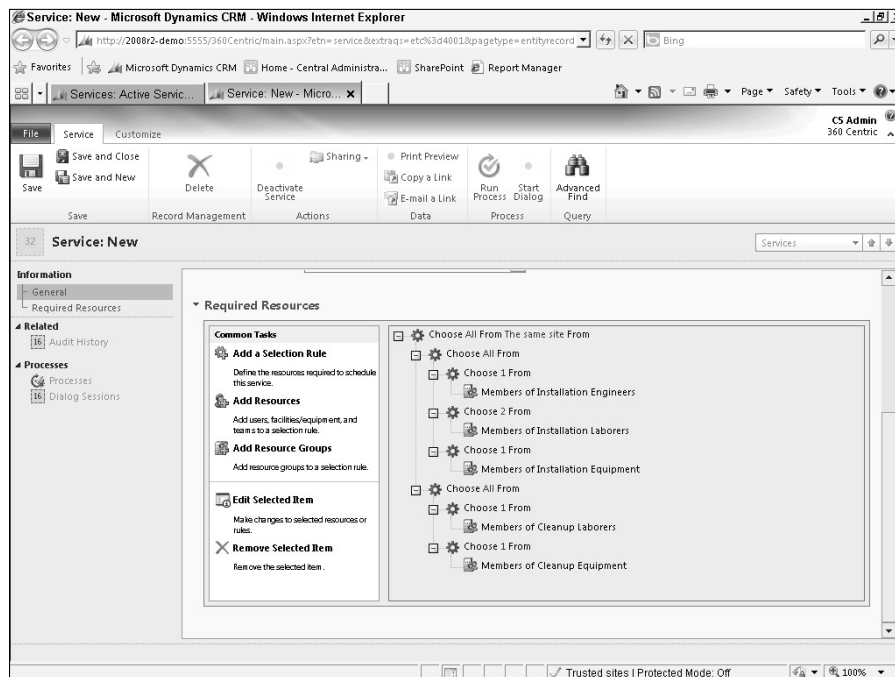 Service: New - Microsoft Dynamics CRM - Windows Internet Explorer
http://2008r2-demo:5555/360Centric/main.aspx?etn=service&extraqs=etc%3d4001&pagetype=entityrecord
Bing
Favorites Microsoft Dynamics CRM Home - Central Administra... SharePoint Report Manager
Services: Active Servic... Service: New - Micro... Page Safety Tools
File Service Customize
C5 Admin
360 Centric
Save
Save and Close
Save and New
Save
Delete
Record Management
Deactivate
Service
Sharing
Actions
Print Preview
Copy a Link
E-mail a Link
Data
Run
Process
Start
Dialog
Process
Advanced
Find
Query
32 Service: New
Services
Information
General
Required Resources
Related
16 Audit History
Processes
Processes
16 Dialog Sessions
Required Resources
Common Tasks
Add a Selection Rule
Define the resources required to schedule
this service.
Add Resources
Add users, facilities/equipment, and
teams to a selection rule.
Add Resource Groups
Add resource groups to a selection rule.
Edit Selected Item
Make changes to selected resources or
rules.
Remove Selected Item
Remove the selected item.
Choose All From The same site From
Choose All From
Choose 1 From
Members of Installation Engineers
Choose 2 From
Members of Installation Laborers
Choose 1 From
Members of Installation Equipment
Choose All From
Choose 1 From
Members of Cleanup Laborers
Choose 1 From
Members of Cleanup Equipment
Trusted sites | Protected Mode: Off 100%